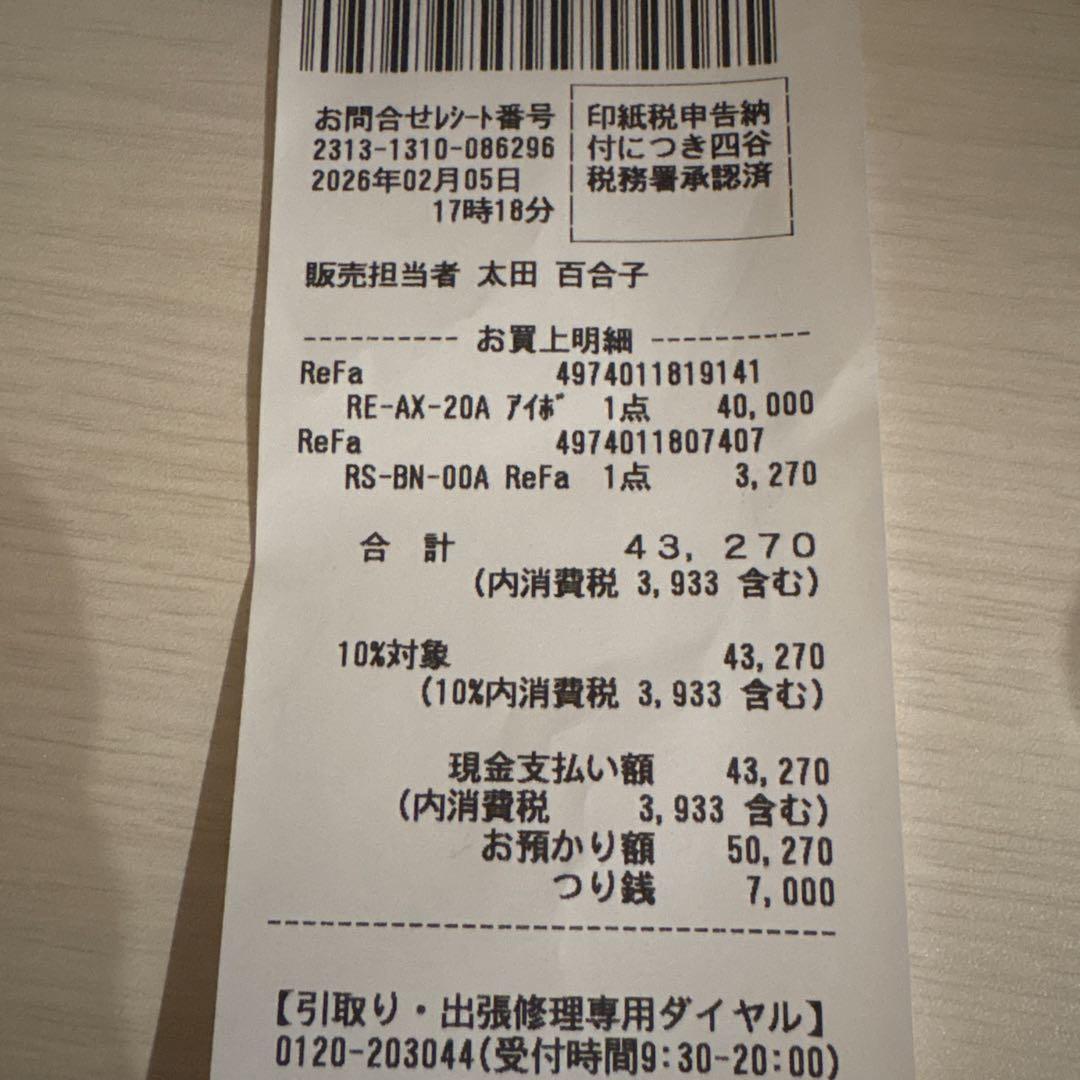 お問合せﾚｼｰﾄ番号
2313-1310-086296
2026年02月05日
17時18分
印紙税申告納
付につき四谷
税務署承認済
販売担当者 太田 百合子
---------- お買上明細 ----------
ReFa 4974011819141
RE-AX-20A ｱｲﾎﾞ 1点 40,000
ReFa 4974011807407
RS-BN-00A ReFa 1点 3,270
合 計 43,270
(内消費税 3,933 含む)
10%対象 43,270
(10%内消費税 3,933 含む)
現金支払い額 43,270
(内消費税 3,933 含む)
お預かり額 50,270
つり銭 7,000
【引取り・出張修理専用ダイヤル】
0120-203044(受付時間9:30-20:00)